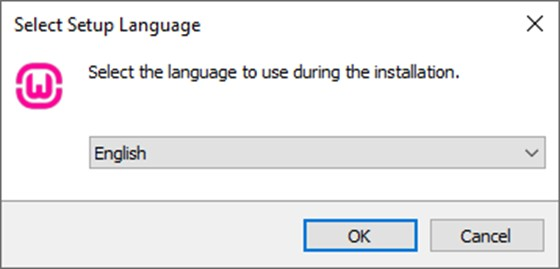 Select Setup Language
Select the language to use during the installation.
English
OK
Cancel